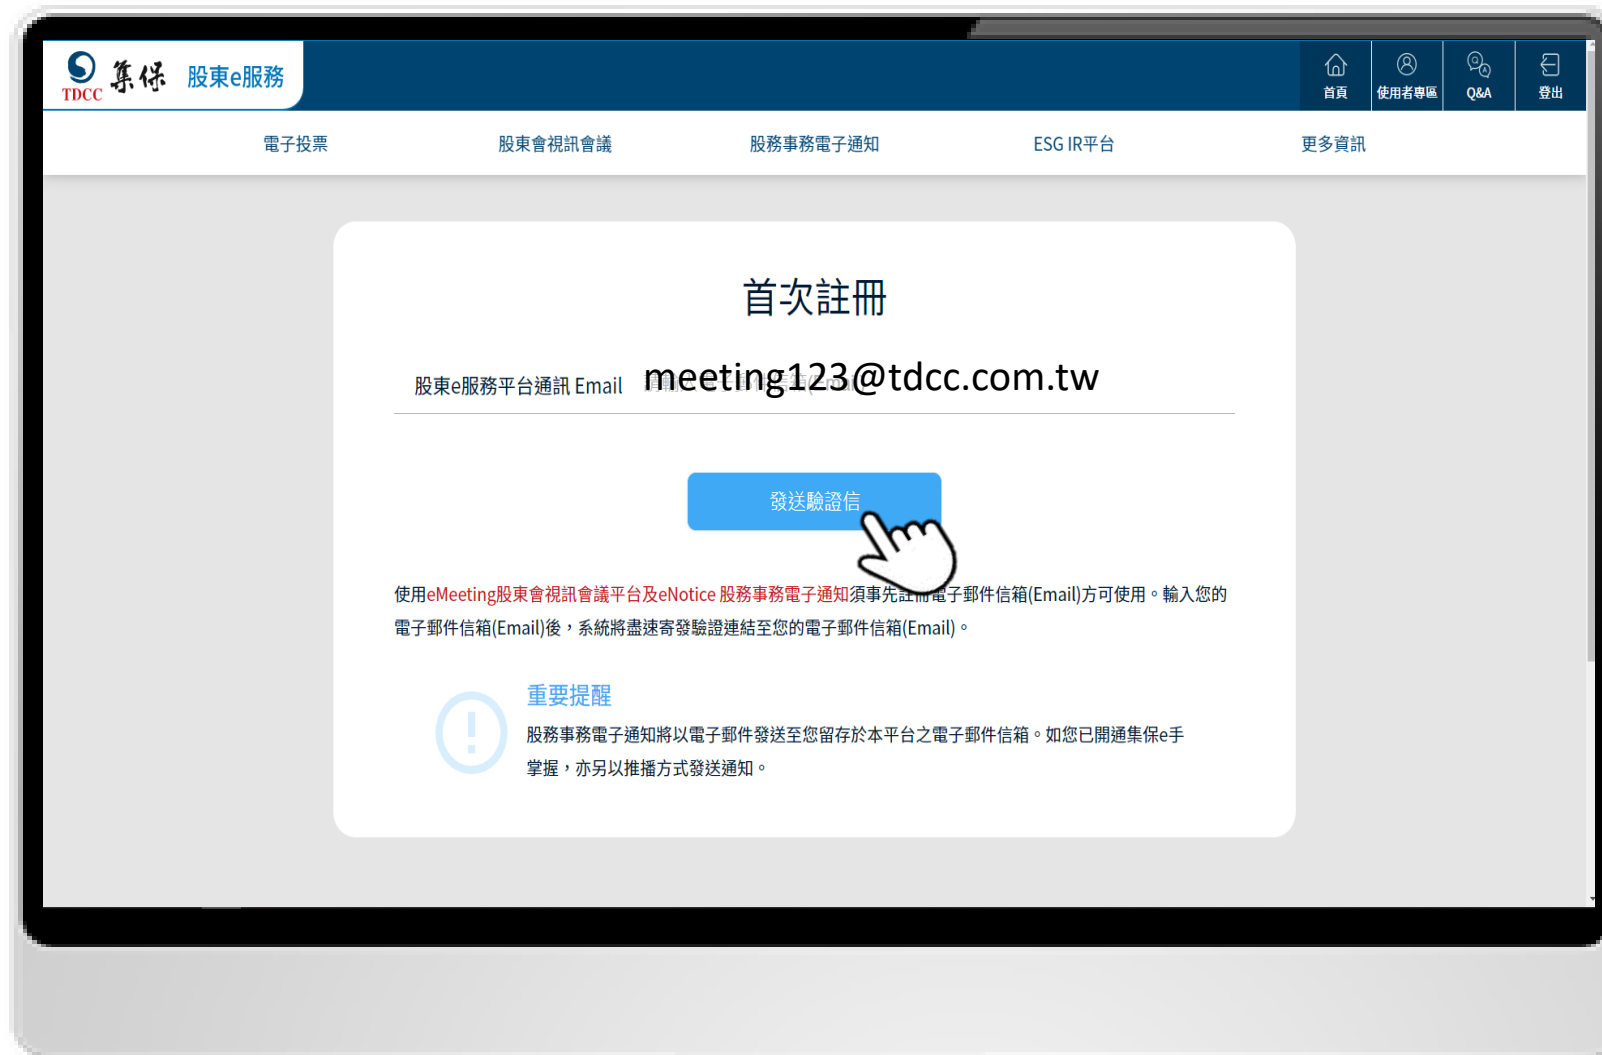 TDCC 集保 股東e服務
首頁 使用者專區 Q&A 登出
電子投票 股東會視訊會議 股務事務電子通知 ESG IR平台 更多資訊
首次註冊
股東e服務平台通訊 Email meeting123@tdcc.com.tw
發送驗證信
使用eMeeting股東會視訊會議平台及eNotice 股務事務電子通知須事先註冊電子郵件信箱(Email)方可使用。輸入您的
電子郵件信箱(Email)後，系統將盡速寄發驗證連結至您的電子郵件信箱(Email)。
重要提醒
股務事務電子通知將以電子郵件發送至您留存於本平台之電子郵件信箱。如您已開通集保e手
掌握，亦另以推播方式發送通知。